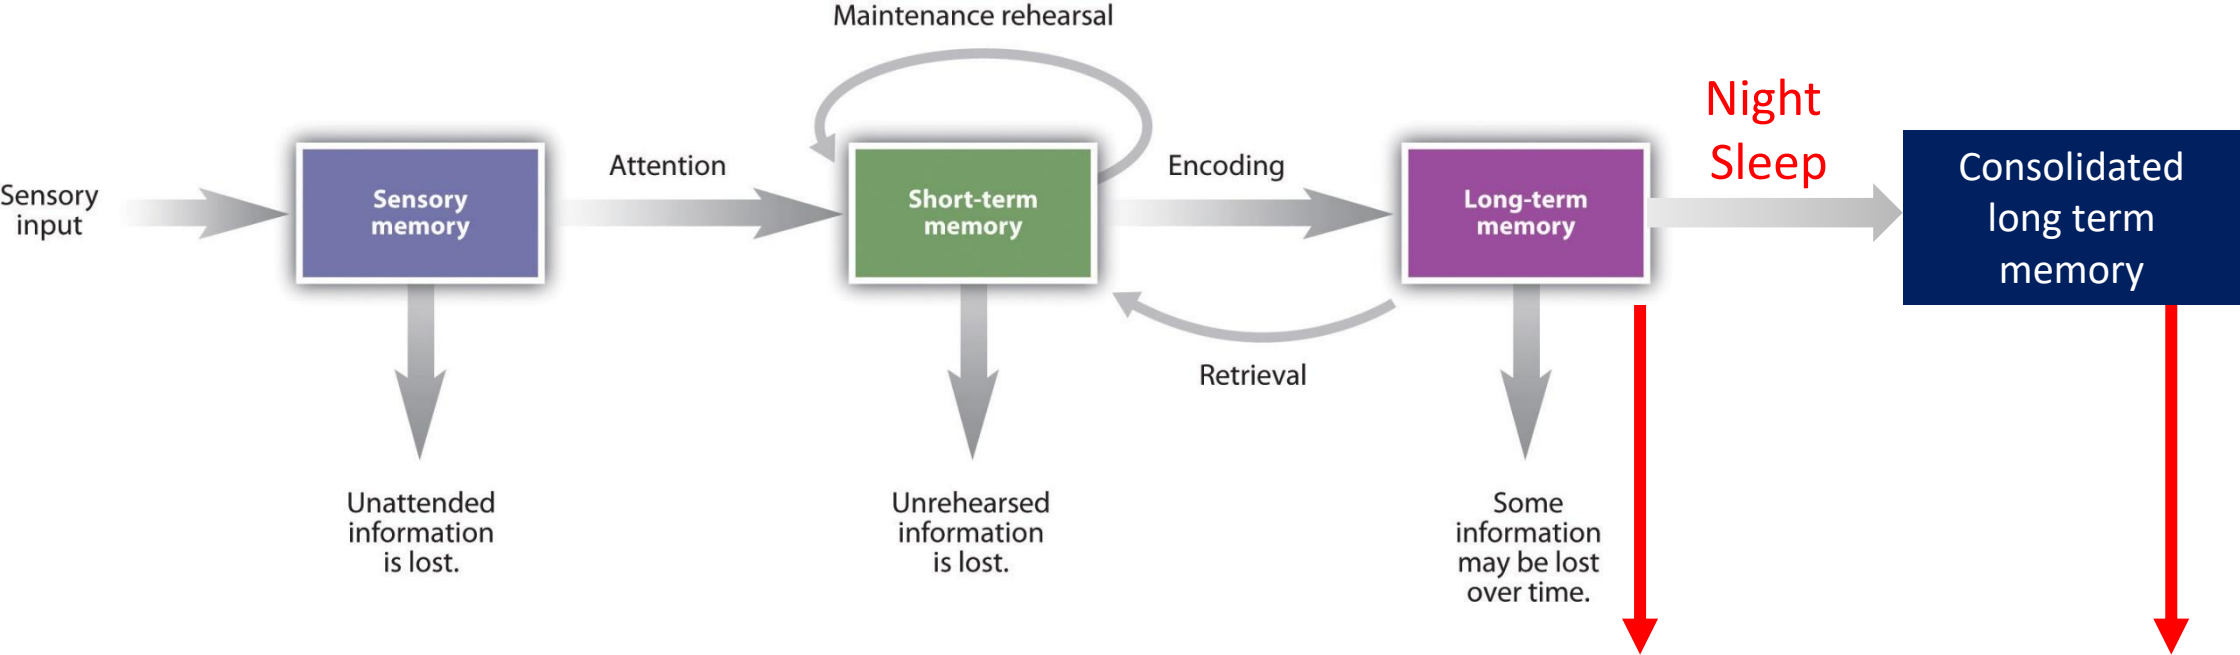 Maintenance rehearsal
Night
Sleep
Sensory
input
Sensory
memory
Attention
Short-term
memory
Encoding
Long-term
memory
Consolidated
long term
memory
Retrieval
Unattended
information
is lost.
Unrehearsed
information
is lost.
Some
information
may be lost
over time.